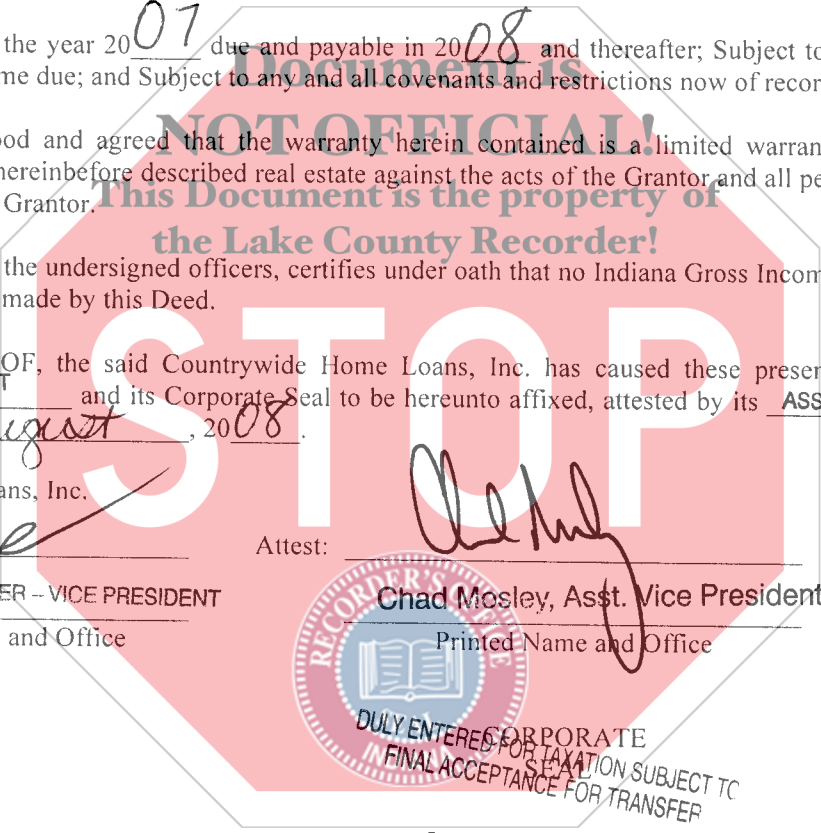 the year 2007 due and payable in 2008 and thereafter; Subject to
me due; and Subject to any and all covenants and restrictions now of recor
Document is
NOT OFFICIAL!
This Document is the property of
the Lake County Recorder!
ood and agreed that the warranty herein contained is a limited warran
hereinbefore described real estate against the acts of the Grantor and all pe
Grantor.
the undersigned officers, certifies under oath that no Indiana Gross Incom
made by this Deed.
STOP
OF, the said Countrywide Home Loans, Inc. has caused these presen
T
and its Corporate Seal to be hereunto affixed, attested by its ASS
ugust, 2008.
ans, Inc.
Attest:
ER – VICE PRESIDENT
Chad Mosley, Asst. Vice President
and Office
Printed Name and Office
RECORDER'S OFFICE
SEAL
INDIANA
CORPORATE
SEAL
DULY ENTERED FOR TAXATION SUBJECT TO
FINAL ACCEPTANCE FOR TRANSFER